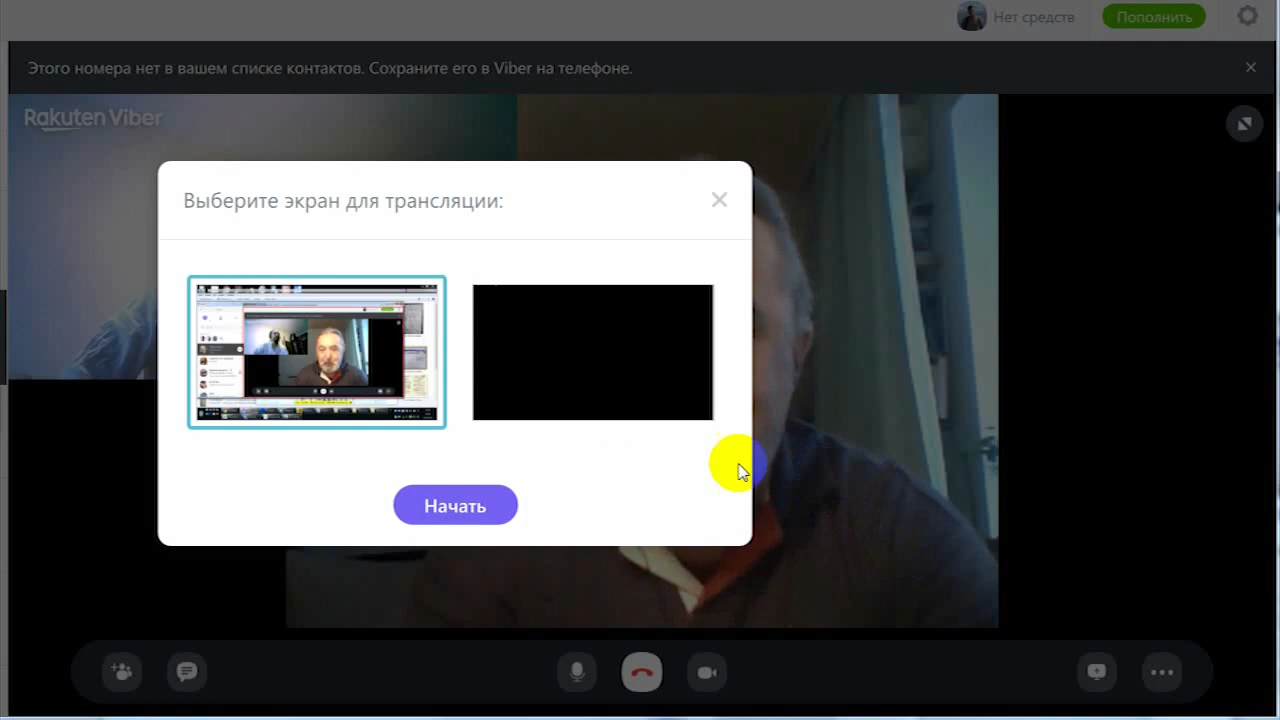 Нет средств
Пополнить
Этого номера нет в вашем списке контактов. Сохраните его в Viber на телефоне.
Rakuten Viber
Выберите экран для трансляции:
Начать